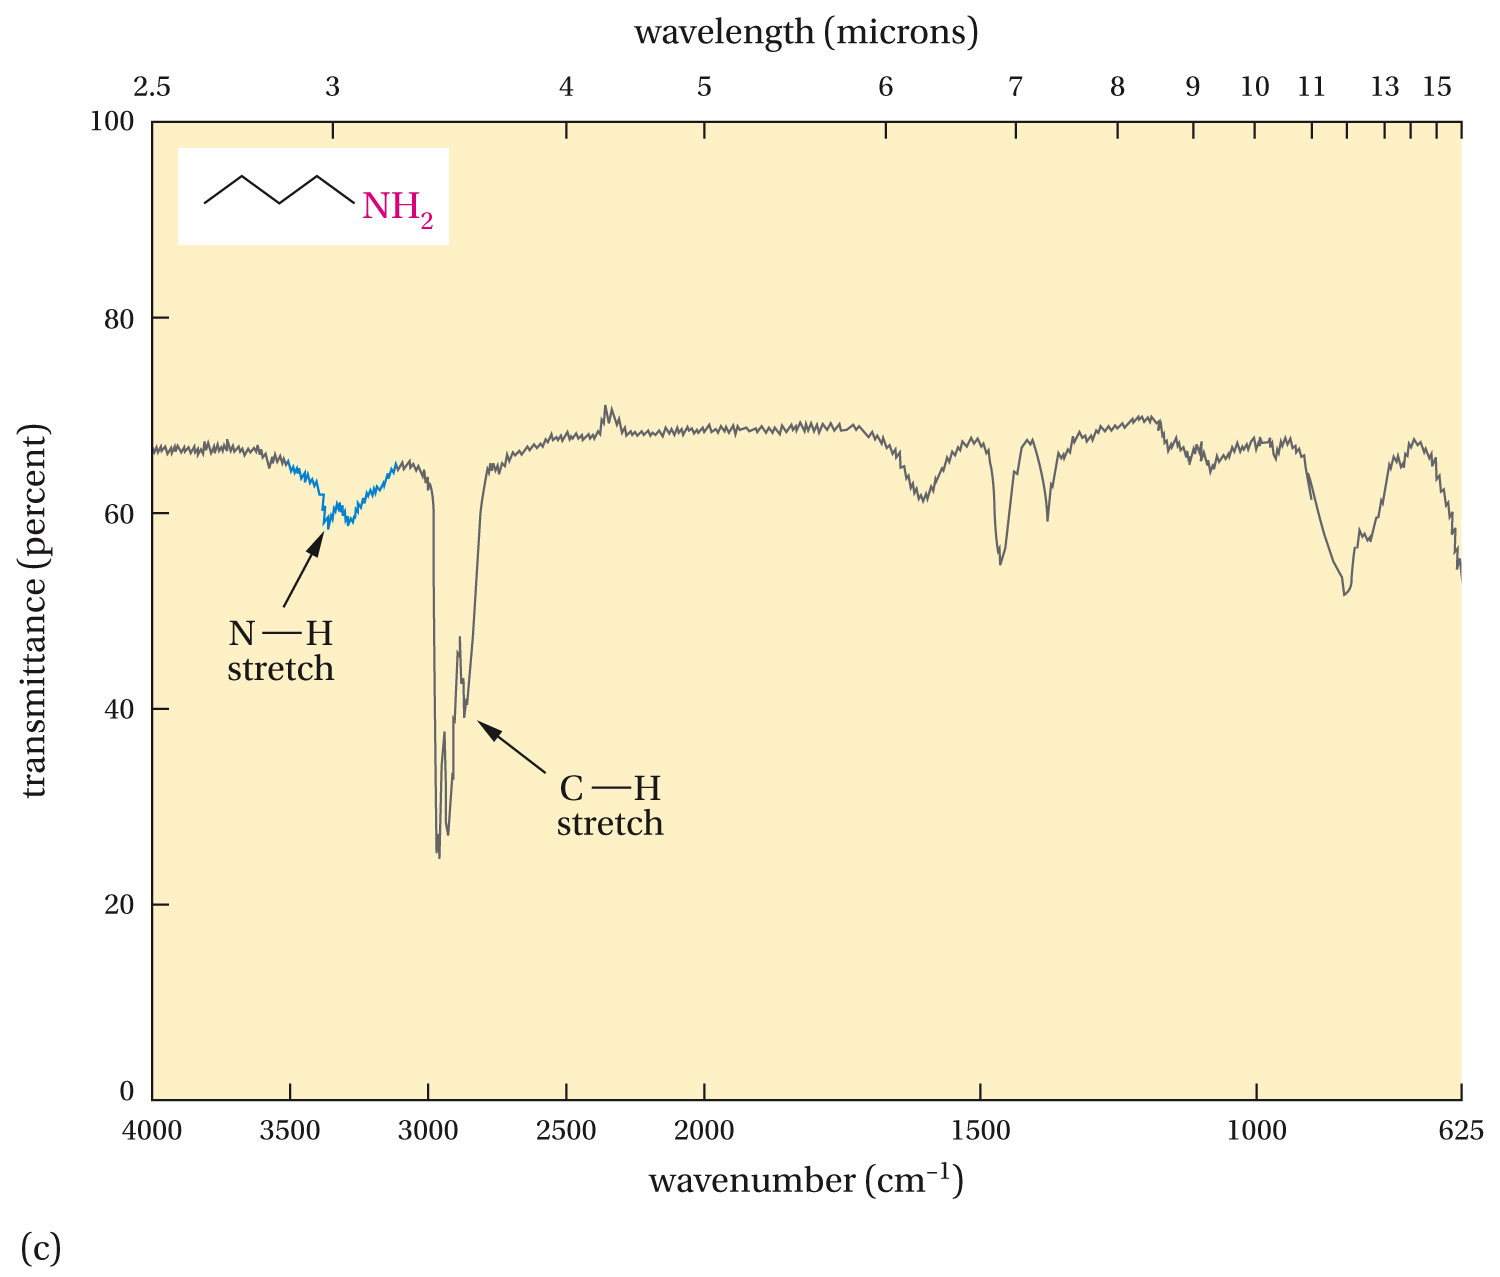 wavelength (microns)
2.5 3 4 5 6 7 8 9 10 11 13 15
100
NH₂
80
60
N—H
stretch
40
C—H
stretch
20
0
transmittance (percent)
4000 3500 3000 2500 2000 1500 1000 625
wavenumber (cm⁻¹)
(c)